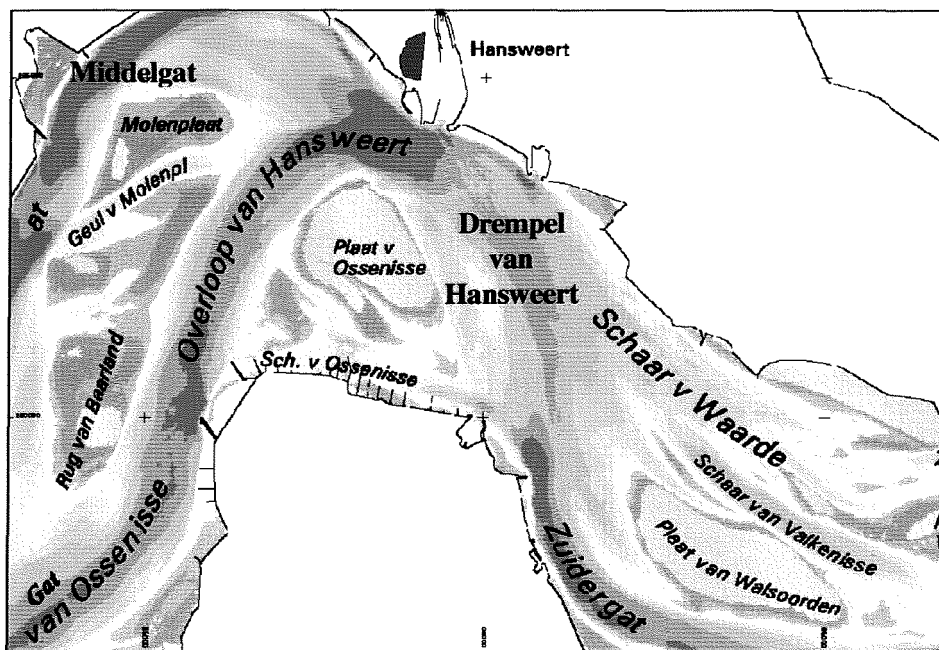 Hansweert
Middelgat
Molenplaat
Geul v Molenpl
at
Overloop van Hansweert
Plaat v
Ossenisse
Drempel
van
Hansweert
Schaar v Waarde
Sch. v Ossenisse
Rug van Baarland
Schaar van Valkenisse
Plaat van Walsoorden
Zuidergat
Gat
van Ossenisse